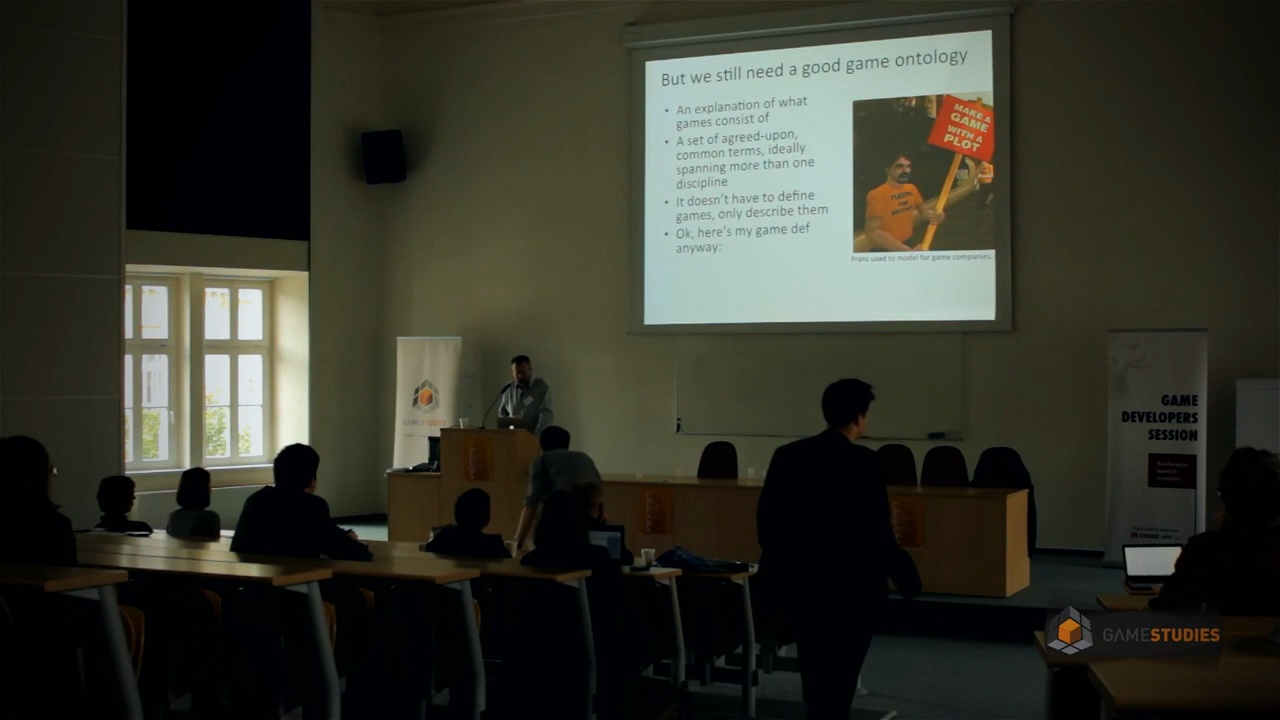 But we still need a good game ontology
• An explanation of what
games consist of
• A set of agreed-upon,
common terms, ideally
spanning more than one
discipline
• It doesn't have to define
games, only describe them
• Ok, here's my game def
anyway:
MAKE A
GAME
WITH A
PLOT
Frans used to model for game companies..
GAMESTUDIES
GAME
DEVELOPERS
SESSION
GAMESTUDIES